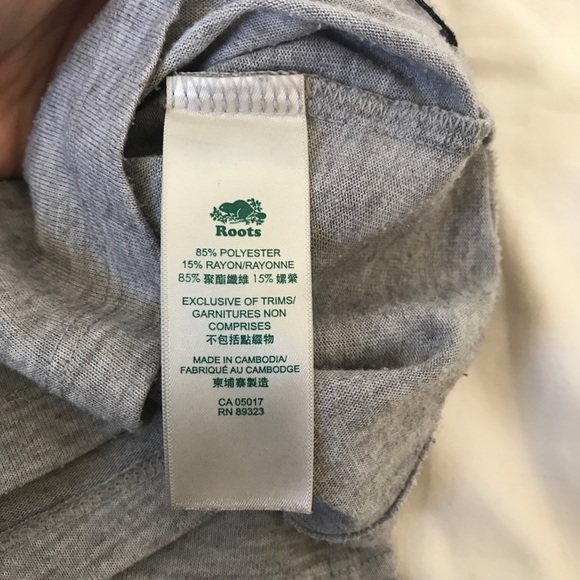 Roots
85% POLYESTER
15% RAYON/RAYONNE
85% 聚酯纖維 15% 嫘縈
EXCLUSIVE OF TRIMS/
GARNITURES NON
COMPRISES
不包括點綴物
MADE IN CAMBODIA/
FABRIQUÉ AU CAMBODGE
柬埔寨製造
CA 05017
RN 89323